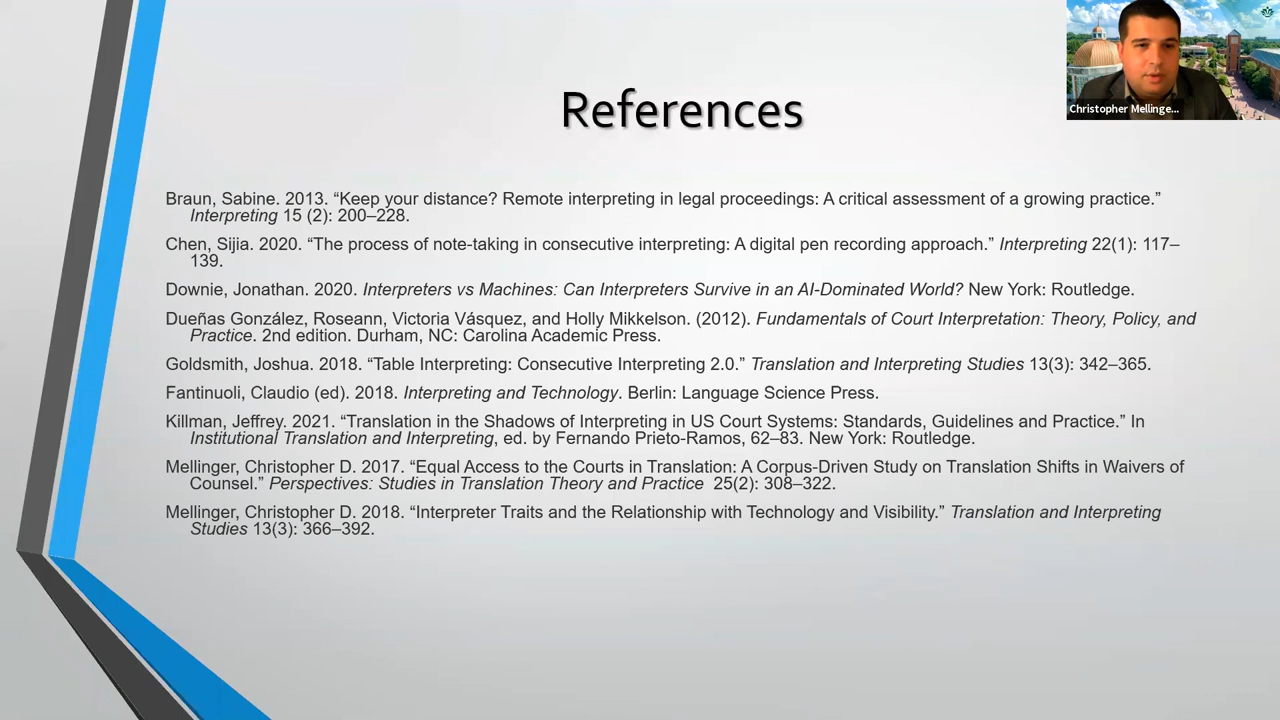 References
Christopher Mellinge...
Braun, Sabine. 2013. “Keep your distance? Remote interpreting in legal proceedings: A critical assessment of a growing practice.”
Interpreting 15 (2): 200–228.
Chen, Sijia. 2020. “The process of note-taking in consecutive interpreting: A digital pen recording approach.” Interpreting 22(1): 117–
139.
Downie, Jonathan. 2020. Interpreters vs Machines: Can Interpreters Survive in an AI-Dominated World? New York: Routledge.
Dueñas González, Roseann, Victoria Vásquez, and Holly Mikkelson. (2012). Fundamentals of Court Interpretation: Theory, Policy, and
Practice. 2nd edition. Durham, NC: Carolina Academic Press.
Goldsmith, Joshua. 2018. “Table Interpreting: Consecutive Interpreting 2.0.” Translation and Interpreting Studies 13(3): 342–365.
Fantinuoli, Claudio (ed). 2018. Interpreting and Technology. Berlin: Language Science Press.
Killman, Jeffrey. 2021. “Translation in the Shadows of Interpreting in US Court Systems: Standards, Guidelines and Practice.” In
Institutional Translation and Interpreting, ed. by Fernando Prieto-Ramos, 62–83. New York: Routledge.
Mellinger, Christopher D. 2017. “Equal Access to the Courts in Translation: A Corpus-Driven Study on Translation Shifts in Waivers of
Counsel.” Perspectives: Studies in Translation Theory and Practice 25(2): 308–322.
Mellinger, Christopher D. 2018. “Interpreter Traits and the Relationship with Technology and Visibility.” Translation and Interpreting
Studies 13(3): 366–392.